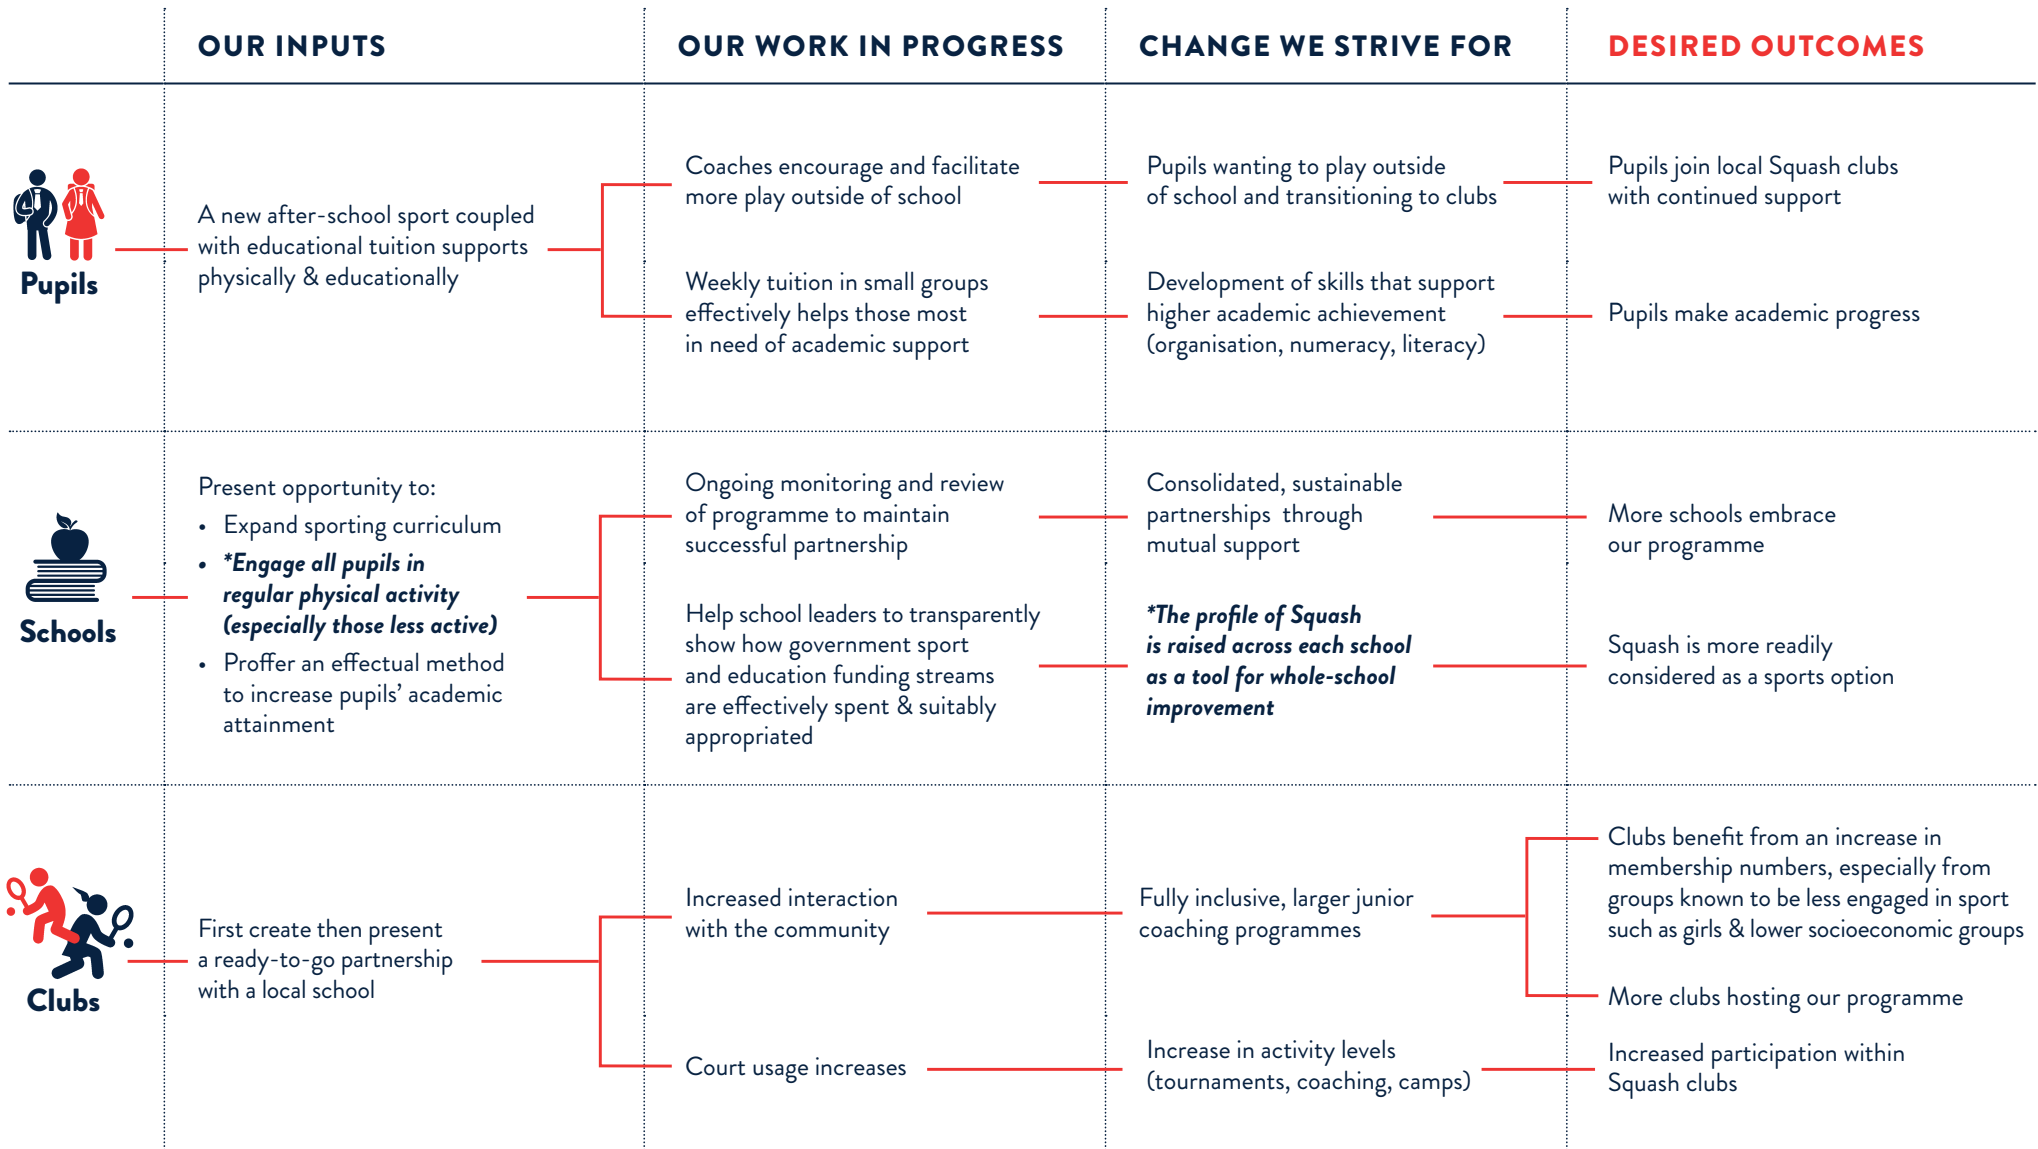 OUR INPUTS
OUR WORK IN PROGRESS
CHANGE WE STRIVE FOR
DESIRED OUTCOMES
Pupils
A new after-school sport coupled
with educational tuition supports
physically & educationally
Coaches encourage and facilitate
more play outside of school
Pupils wanting to play outside
of school and transitioning to clubs
Pupils join local Squash clubs
with continued support
Weekly tuition in small groups
effectively helps those most
in need of academic support
Development of skills that support
higher academic achievement
(organisation, numeracy, literacy)
Pupils make academic progress
Schools
Present opportunity to:
• Expand sporting curriculum
• *Engage all pupils in
regular physical activity
(especially those less active)
• Proffer an effectual method
to increase pupils' academic
attainment
Ongoing monitoring and review
of programme to maintain
successful partnership
Consolidated, sustainable
partnerships through
mutual support
More schools embrace
our programme
Help school leaders to transparently
show how government sport
and education funding streams
are effectively spent & suitably
appropriated
*The profile of Squash
is raised across each school
as a tool for whole-school
improvement
Squash is more readily
considered as a sports option
Clubs
First create then present
a ready-to-go partnership
with a local school
Increased interaction
with the community
Fully inclusive, larger junior
coaching programmes
Clubs benefit from an increase in
membership numbers, especially from
groups known to be less engaged in sport
such as girls & lower socioeconomic groups
More clubs hosting our programme
Court usage increases
Increase in activity levels
(tournaments, coaching, camps)
Increased participation within
Squash clubs